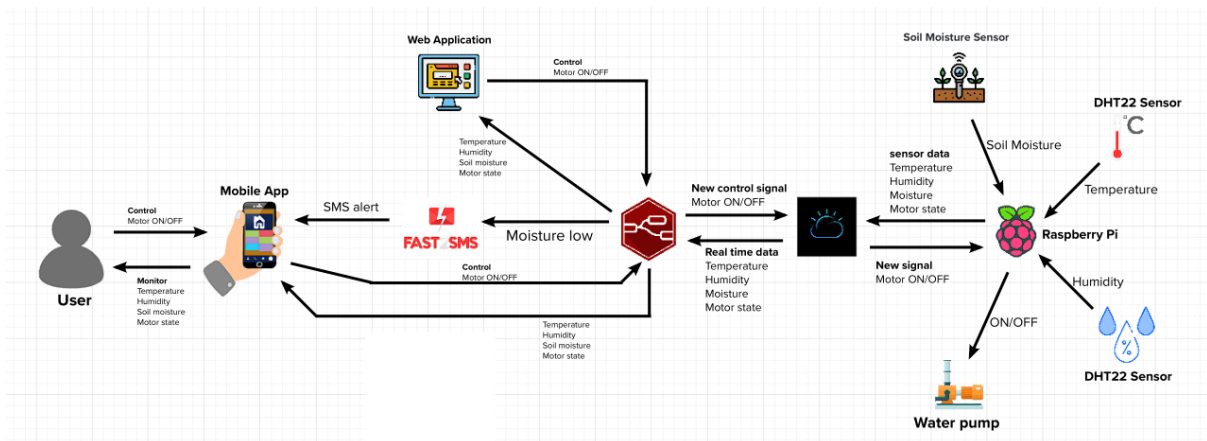 Web Application
Control
Motor ON/OFF
Temperature
Humidity
Soil moisture
Motor state
Mobile App
Control
Motor ON/OFF
User
Monitor
Temperature
Humidity
Soil moisture
Motor state
SMS alert
FAST2SMS
Moisture low
Control
Motor ON/OFF
Temperature
Humidity
Soil moisture
Motor state
New control signal
Motor ON/OFF
Real time data
Temperature
Humidity
Moisture
Motor state
sensor data
Temperature
Humidity
Moisture
Motor state
New signal
Motor ON/OFF
Soil Moisture Sensor
Soil Moisture
DHT22 Sensor
°C
Temperature
Raspberry Pi
Humidity
%
DHT22 Sensor
ON/OFF
Water pump